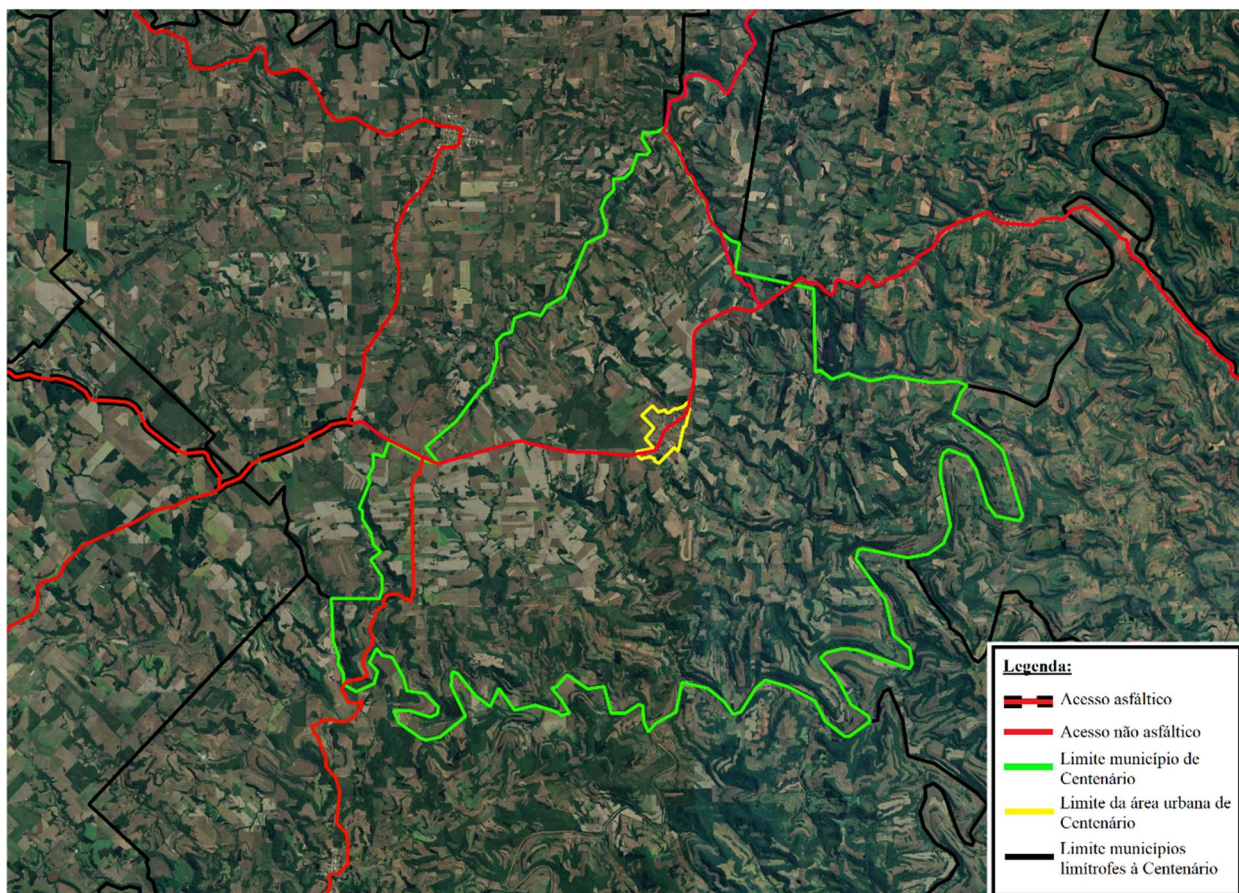 Legenda:
Acesso asfáltico
Acesso não asfáltico
Limite município de
Centenário
Limite da área urbana de
Centenário
Limite municípios
limítrofes à Centenário